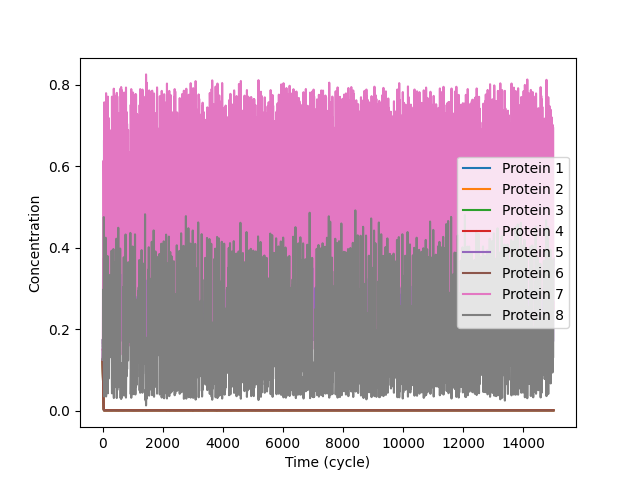 0.8
0.6
0.4
0.2
0.0
Concentration
0 2000 4000 6000 8000 10000 12000 14000
Time (cycle)
Protein 1
Protein 2
Protein 3
Protein 4
Protein 5
Protein 6
Protein 7
Protein 8